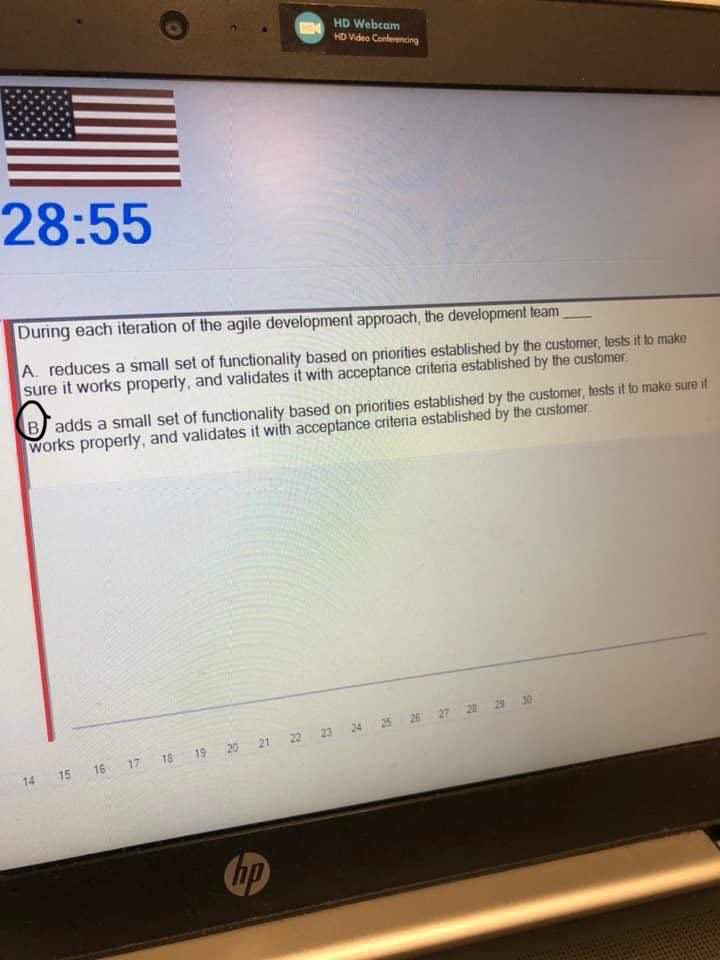 HD Webcam
HD Video Conferencing
28:55
During each iteration of the agile development approach, the development team ____
A. reduces a small set of functionality based on priorities established by the customer, tests it to make
sure it works properly, and validates it with acceptance criteria established by the customer.
B adds a small set of functionality based on priorities established by the customer, tests it to make sure it
works properly, and validates it with acceptance criteria established by the customer.
14 15 16 17 18 19 20 21 22 23 24 25 26 27 28 29 30
hp